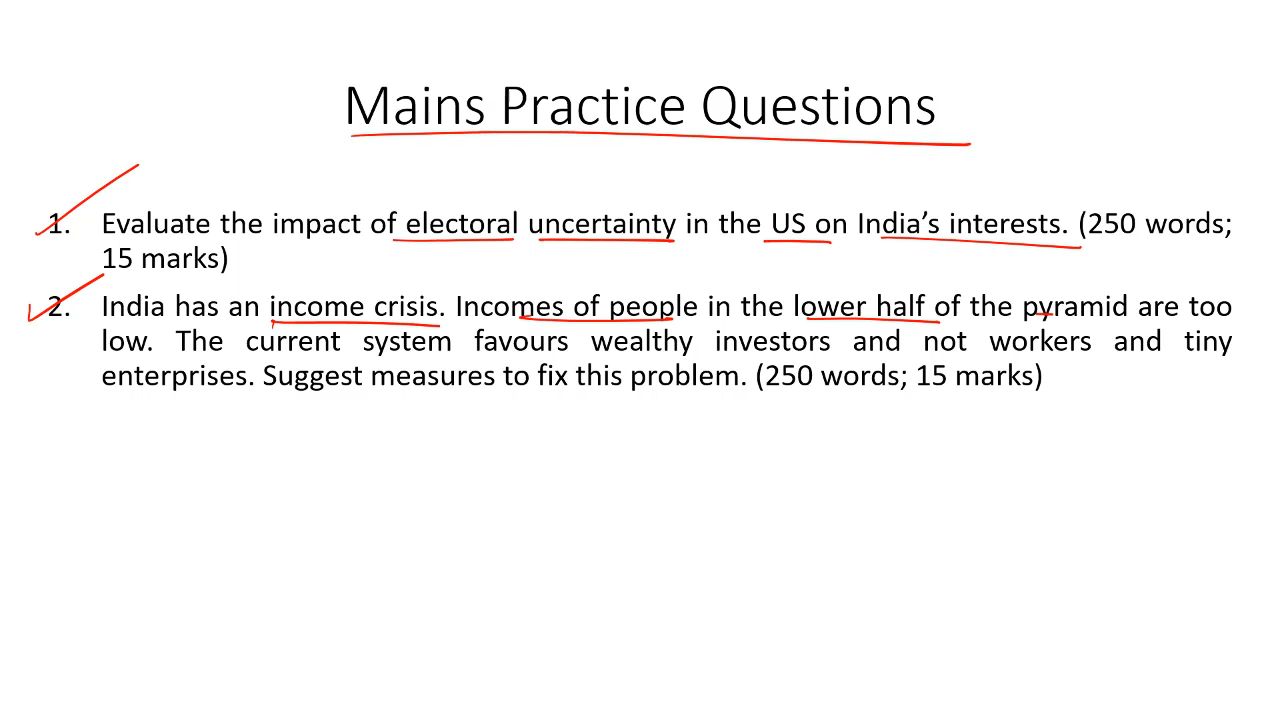 Mains Practice Questions
1. Evaluate the impact of electoral uncertainty in the US on India's interests. (250 words;
15 marks)
2. India has an income crisis. Incomes of people in the lower half of the pyramid are too
low. The current system favours wealthy investors and not workers and tiny
enterprises. Suggest measures to fix this problem. (250 words; 15 marks)